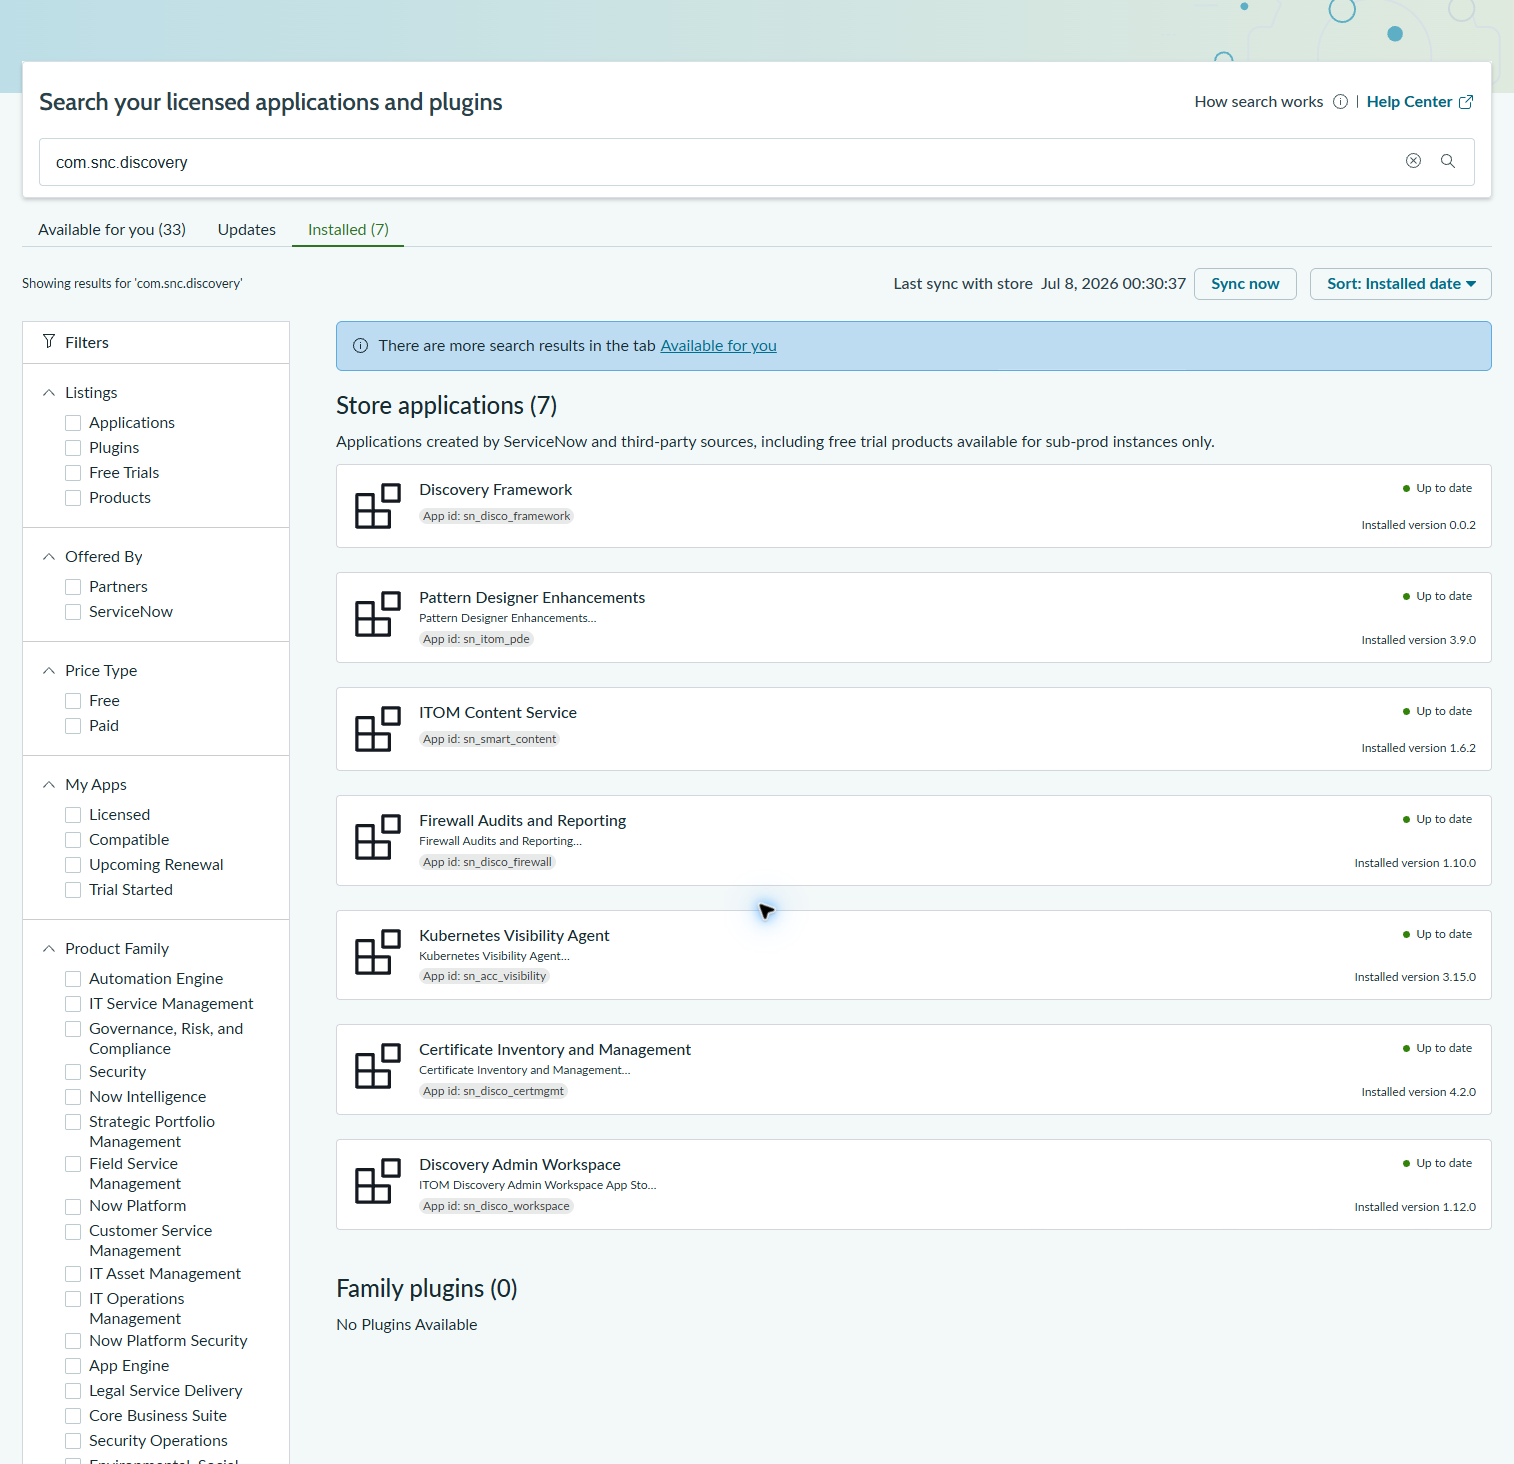 Search your licensed applications and plugins
How search works | Help Center
com.snc.discovery
Available for you (33) Updates Installed (7)
Showing results for 'com.snc.discovery'
Last sync with store Jul 8, 2026 00:30:37 Sync now Sort: Installed date
Filters
Listings
Applications
Plugins
Free Trials
Products
Offered By
Partners
ServiceNow
Price Type
Free
Paid
My Apps
Licensed
Compatible
Upcoming Renewal
Trial Started
Product Family
Automation Engine
IT Service Management
Governance, Risk, and
Compliance
Security
Now Intelligence
Strategic Portfolio
Management
Field Service
Management
Now Platform
Customer Service
Management
IT Asset Management
IT Operations
Management
Now Platform Security
App Engine
Legal Service Delivery
Core Business Suite
Security Operations
There are more search results in the tab Available for you
Store applications (7)
Applications created by ServiceNow and third-party sources, including free trial products available for sub-prod instances only.
Discovery Framework
App id: sn_disco_framework
Up to date
Installed version 0.0.2
Pattern Designer Enhancements
Pattern Designer Enhancements...
App id: sn_itom_pde
Up to date
Installed version 3.9.0
ITOM Content Service
App id: sn_smart_content
Up to date
Installed version 1.6.2
Firewall Audits and Reporting
Firewall Audits and Reporting...
App id: sn_disco_firewall
Up to date
Installed version 1.10.0
Kubernetes Visibility Agent
Kubernetes Visibility Agent...
App id: sn_acc_visibility
Up to date
Installed version 3.15.0
Certificate Inventory and Management
Certificate Inventory and Management...
App id: sn_disco_certmgmt
Up to date
Installed version 4.2.0
Discovery Admin Workspace
ITOM Discovery Admin Workspace App Sto...
App id: sn_disco_workspace
Up to date
Installed version 1.12.0
Family plugins (0)
No Plugins Available